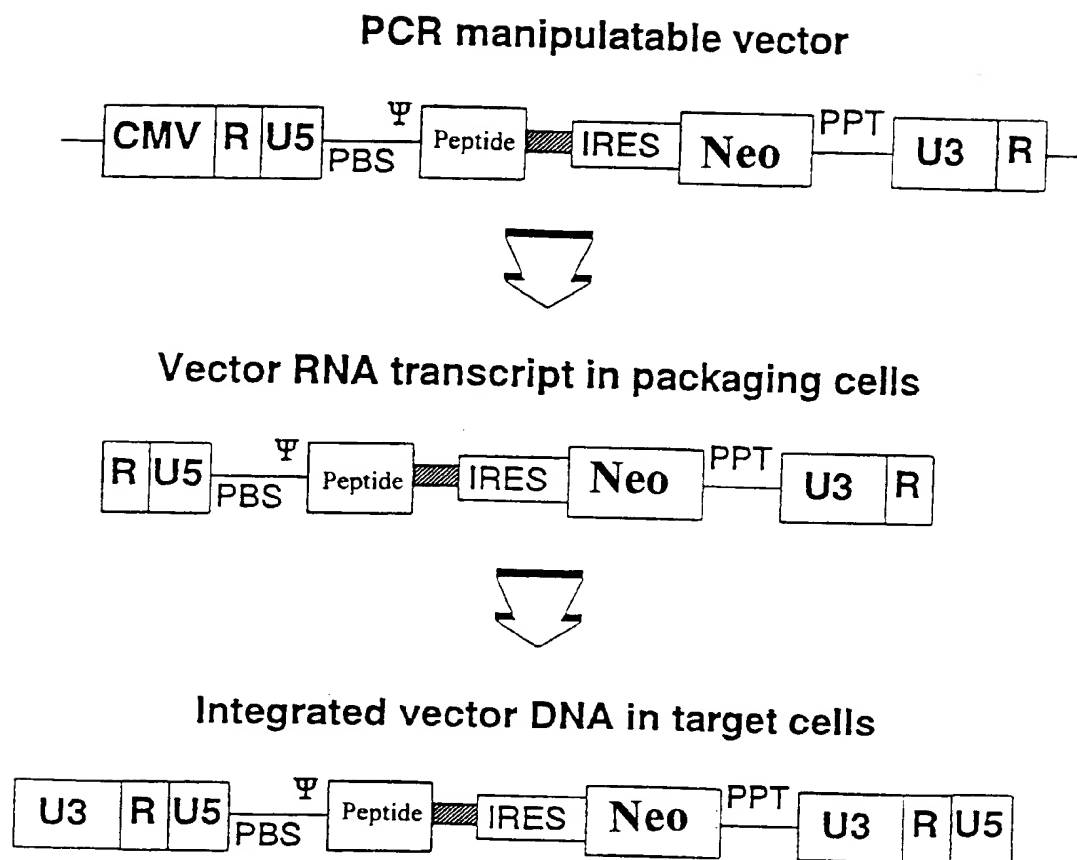 PCR manipulatable vector
CMV R U5 PBS Ψ Peptide IRES Neo PPT U3 R
Vector RNA transcript in packaging cells
R U5 PBS Ψ Peptide IRES Neo PPT U3 R
Integrated vector DNA in target cells
U3 R U5 PBS Ψ Peptide IRES Neo PPT U3 R U5